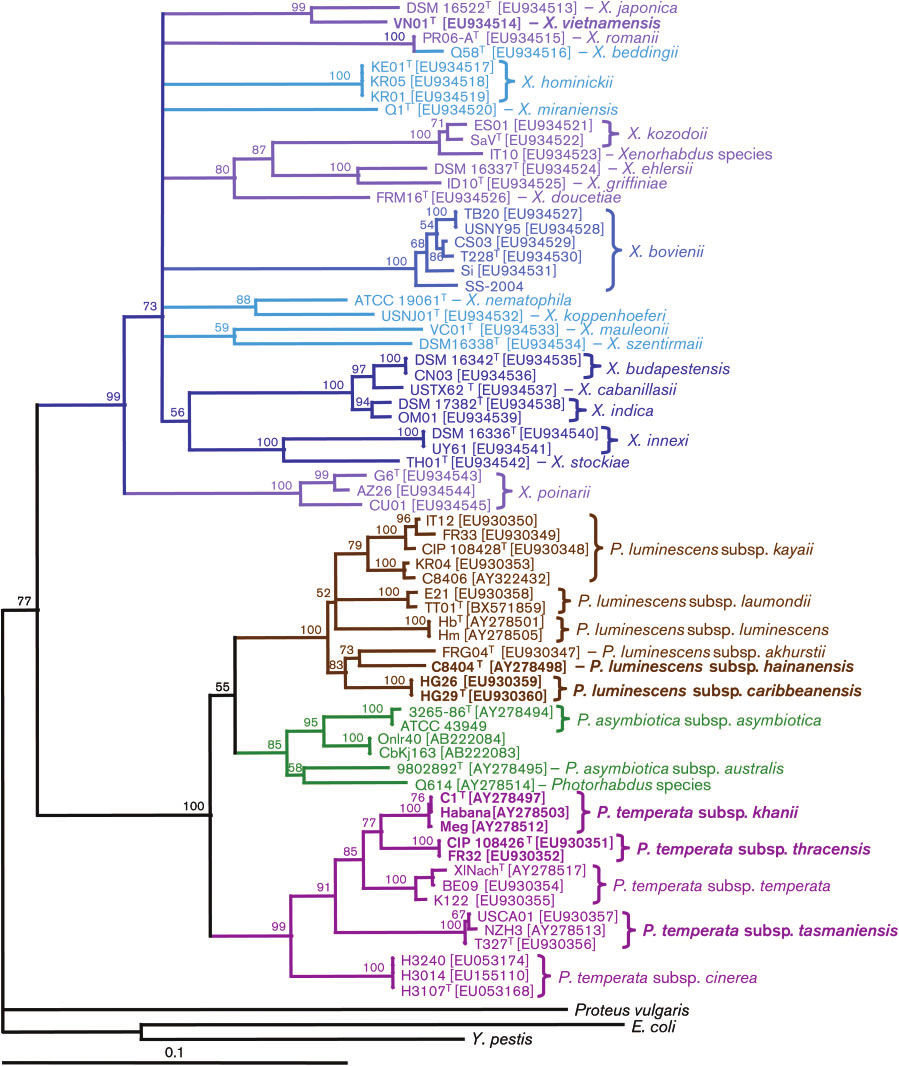 99 DSM 16522ᵀ [EU934513] – X. japonica
VN01ᵀ [EU934514] – X. vietnamensis
100 PR06-Aᵀ [EU934515] – X. romanii
Q58ᵀ [EU934516] – X. beddingii
KE01ᵀ [EU934517]
100 KR05 [EU934518] X. hominickii
KR01 [EU934519]
Q1ᵀ [EU934520] – X. miraniensis
71 ES01 [EU934521]
X. kozodoii
100 SaVᵀ [EU934522]
87 IT10 [EU934523] – Xenorhabdus species
80 100 DSM 16337ᵀ [EU934524] – X. ehlersii
ID10ᵀ [EU934525] – X. griffiniae
FRM16ᵀ [EU934526] – X. doucetiae
100 TB20 [EU934527]
54 USNY95 [EU934528]
68 CS03 [EU934529]
X. bovienii
86 T228ᵀ [EU934530]
100 Si [EU934531]
SS-2004
88 ATCC 19061ᵀ – X. nematophila
73 USNJ01ᵀ [EU934532] – X. koppenhoeferi
59 VC01ᵀ [EU934533] – X. mauleonii
DSM16338ᵀ [EU934534] – X. szentirmaii
100 DSM 16342ᵀ [EU934535]
X. budapestensis
97 CN03 [EU934536]
100 USTX62 ᵀ [EU934537] – X. cabanillasii
99 94 DSM 17382ᵀ [EU934538]
X. indica
56 OM01 [EU934539]
100 DSM 16336ᵀ [EU934540]
X. innexi
100 UY61 [EU934541]
TH01ᵀ [EU934542] – X. stockiae
99 G6ᵀ [EU934543]
100 AZ26 [EU934544] X. poinarii
CU01 [EU934545]
96 IT12 [EU930350]
100 FR33 [EU930349]
79 CIP 108428ᵀ [EU930348] P. luminescens subsp. kayaii
100 KR04 [EU930353]
C8406 [AY322432]
52 100 E21 [EU930358]
P. luminescens subsp. laumondii
77 TT01ᵀ [BX571859]
100 Hbᵀ [AY278501]
P. luminescens subsp. luminescens
100 Hm [AY278505]
73 FRG04ᵀ [EU930347] – P. luminescens subsp. akhurstii
83 C8404 ᵀ [AY278498] – P. luminescens subsp. hainanensis
100 HG26 [EU930359]
P. luminescens subsp. caribbeanensis
55 HG29ᵀ [EU930360]
100 3265-86ᵀ [AY278494]
P. asymbiotica subsp. asymbiotica
95 ATCC 43949
85 100 Onlr40 [AB222084]
CbKj163 [AB222083]
58 9802892ᵀ [AY278495] – P. asymbiotica subsp. australis
Q614 [AY278514] – Photorhabdus species
76 C1ᵀ [AY278497]
100 100 Habana[AY278503] P. temperata subsp. khanii
77 Meg [AY278512]
100 CIP 108426ᵀ [EU930351]
P. temperata subsp. thracensis
85 FR32 [EU930352]
XlNachᵀ [AY278517]
91 100 BE09 [EU930354] P. temperata subsp. temperata
K122 [EU930355]
67 USCA01 [EU930357]
99 100 NZH3 [AY278513] P. temperata subsp. tasmaniensis
T327ᵀ [EU930356]
H3240 [EU053174]
100 H3014 [EU155110] P. temperata subsp. cinerea
H3107ᵀ [EU053168]
Proteus vulgaris
E. coli
Y. pestis
0.1